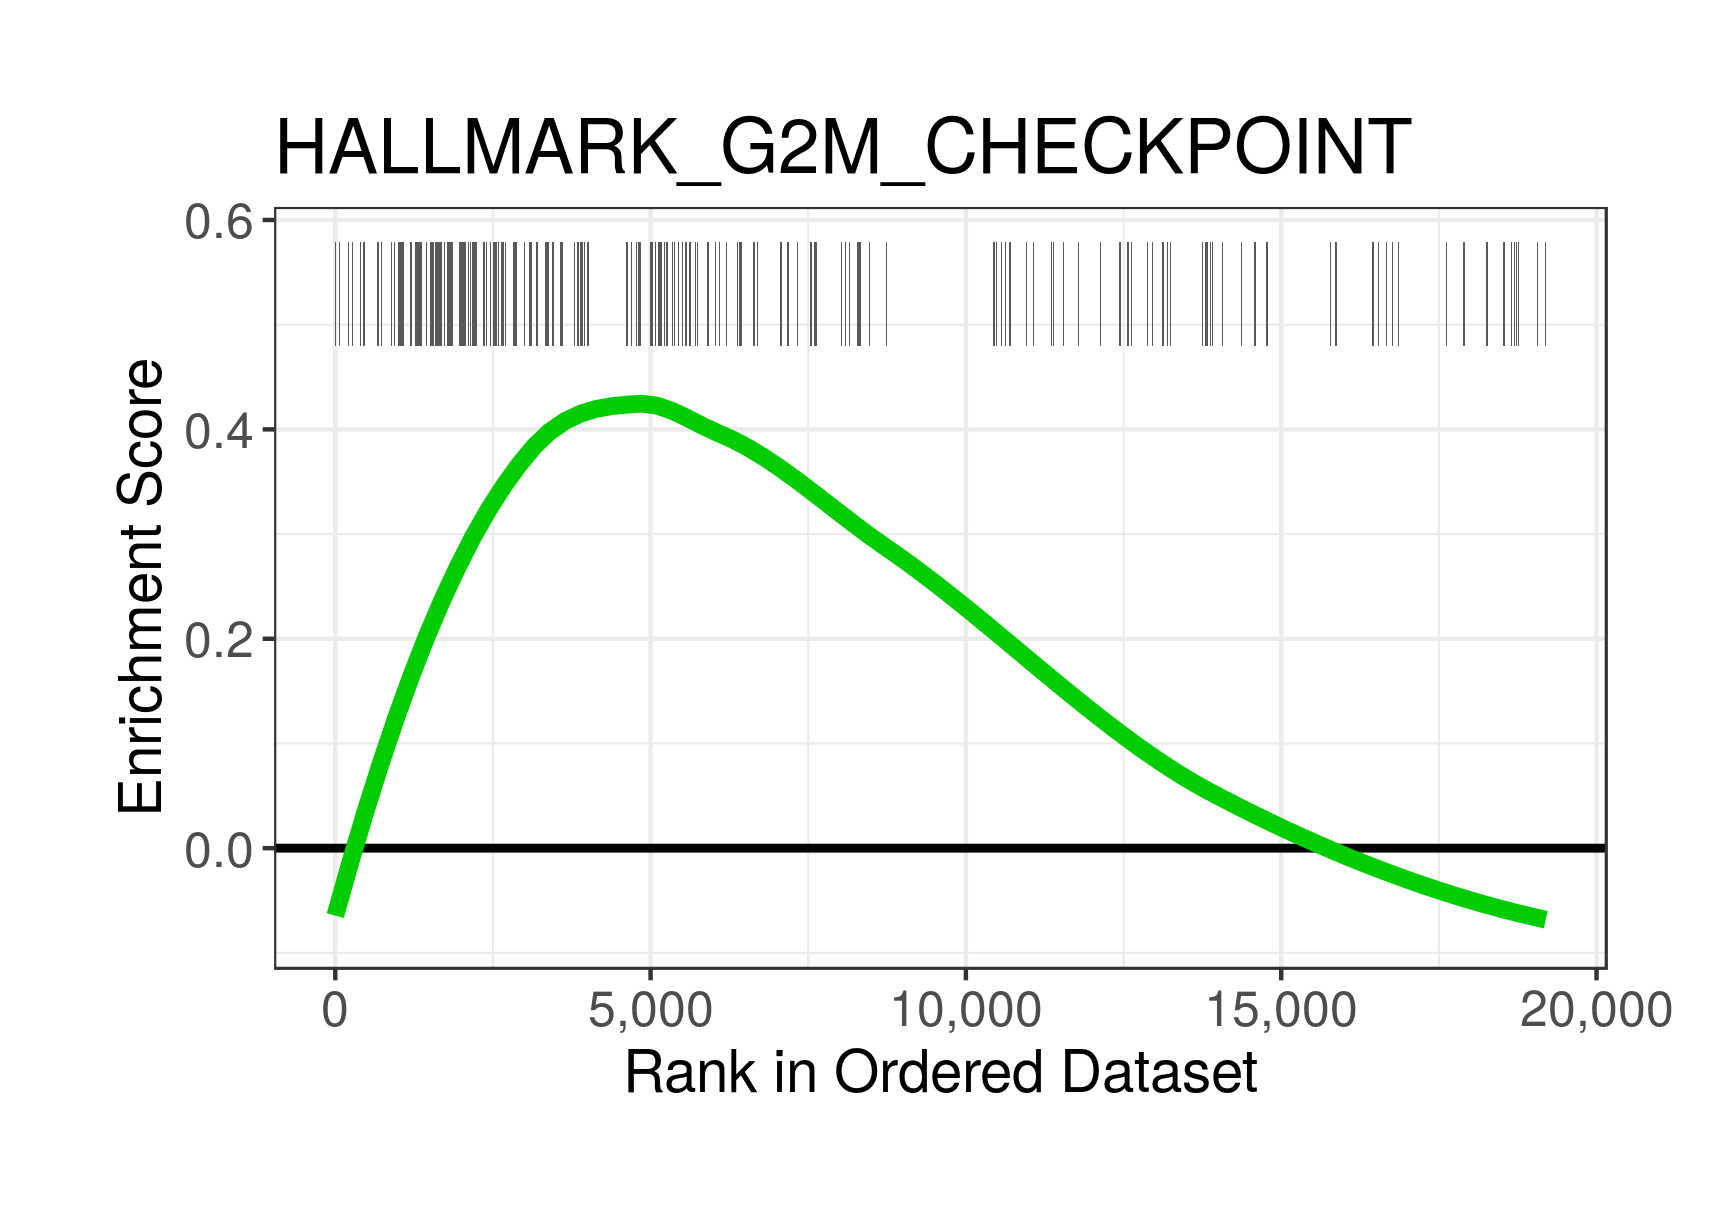 HALLMARK_G2M_CHECKPOINT
0.6
0.4
0.2
0.0
Enrichment Score
0 5,000 10,000 15,000 20,000
Rank in Ordered Dataset